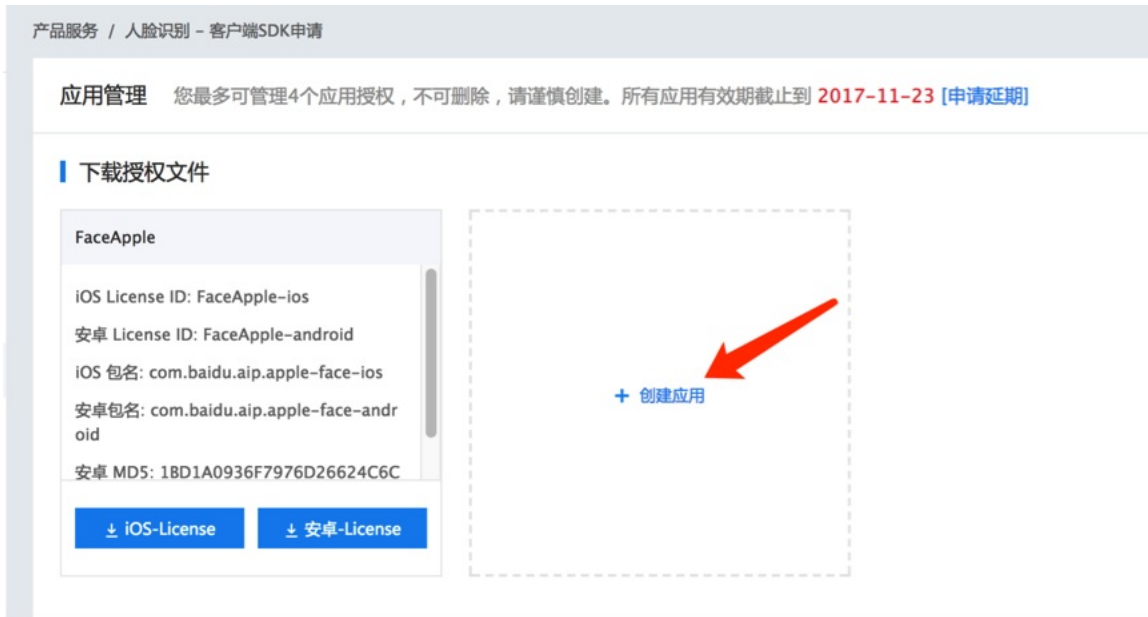 产品服务 / 人脸识别 – 客户端SDK申请
应用管理 您最多可管理4个应用授权，不可删除，请谨慎创建。所有应用有效期截止到 2017-11-23 [申请延期]
下载授权文件
FaceApple
iOS License ID: FaceApple-ios
安卓 License ID: FaceApple-android
iOS 包名: com.baidu.aip.apple-face-ios
安卓包名: com.baidu.aip.apple-face-andr
oid
安卓 MD5: 1BD1A0936F7976D26624C6C
iOS-License 安卓-License
+ 创建应用